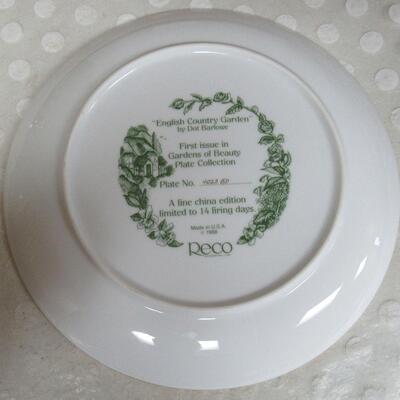 "English Country Garden"
by Dot Barlowe
First issue in
Gardens of Beauty
Plate Collection
Plate No.
A fine china edition
limited to 14 firing days.
Made in U.S.A.
© 1988
Reco